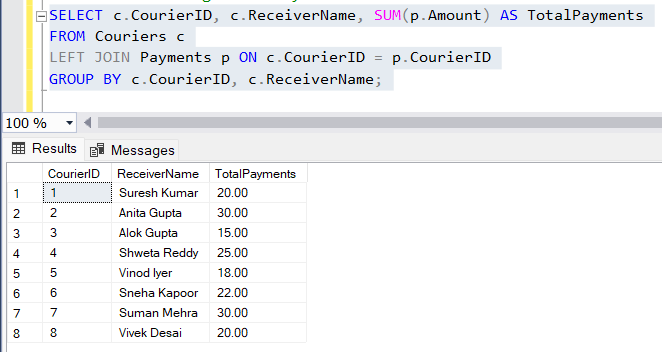 SELECT c.CourierID, c.ReceiverName, SUM(p.Amount) AS TotalPayments
FROM Couriers c
LEFT JOIN Payments p ON c.CourierID = p.CourierID
GROUP BY c.CourierID, c.ReceiverName;
100 %
Results Messages
CourierID ReceiverName TotalPayments
1 1 Suresh Kumar 20.00
2 2 Anita Gupta 30.00
3 3 Alok Gupta 15.00
4 4 Shweta Reddy 25.00
5 5 Vinod Iyer 18.00
6 6 Sneha Kapoor 22.00
7 7 Suman Mehra 30.00
8 8 Vivek Desai 20.00